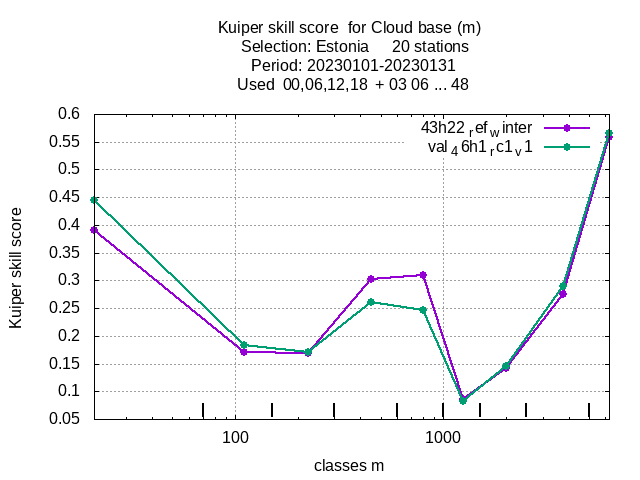 Kuiper skill score  for Cloud base (m)
Selection: Estonia     20 stations
Period: 20230101-20230131
Used  00,06,12,18  + 03 06 ... 48
43h22 ref winter
val 4 6h1 r c1 v 1
0.6
0.55
0.5
0.45
0.4
0.35
0.3
0.25
0.2
0.15
0.1
0.05
Kuiper skill score
100 1000
classes m